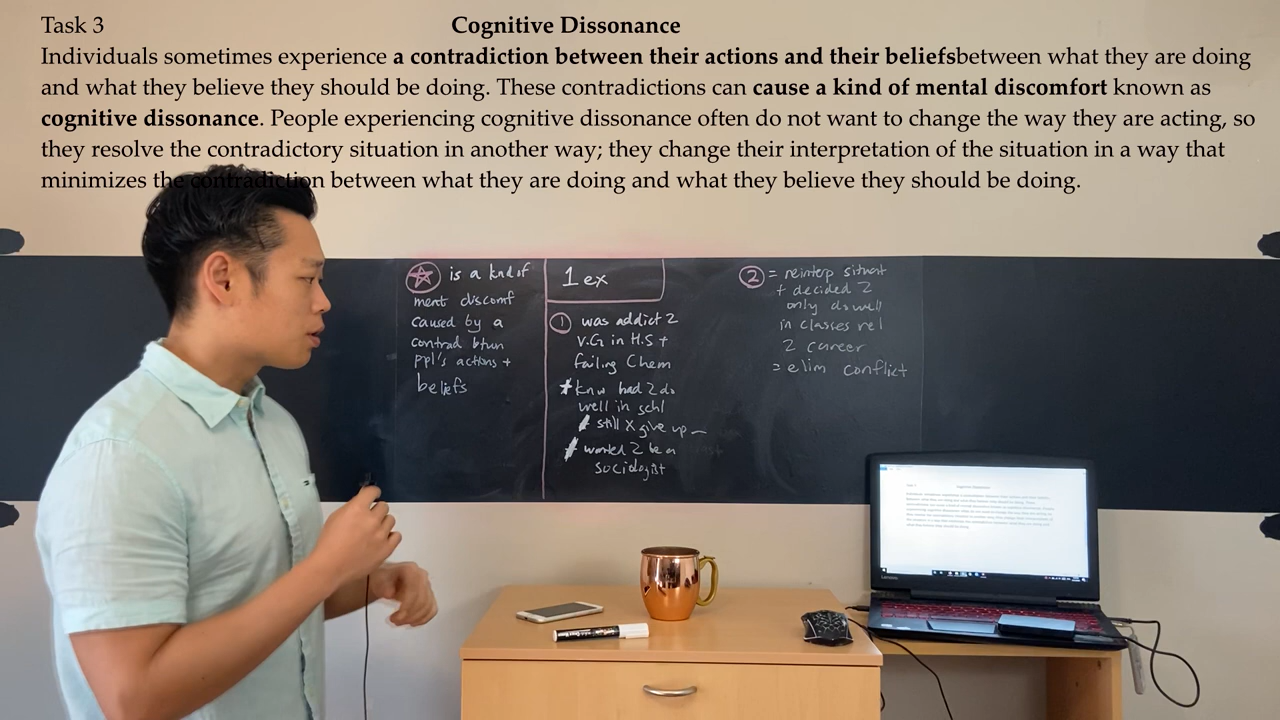 Task 3
Cognitive Dissonance
Individuals sometimes experience a contradiction between their actions and their beliefsbetween what they are doing
and what they believe they should be doing. These contradictions can cause a kind of mental discomfort known as
cognitive dissonance. People experiencing cognitive dissonance often do not want to change the way they are acting, so
they resolve the contradictory situation in another way; they change their interpretation of the situation in a way that
minimizes the contradiction between what they are doing and what they believe they should be doing.
is a knd of
ment discomf
caused by a
contrad btwn
ppl's actions +
beliefs
1 ex
① was addict 2
V.G in H.S +
failing Chem
knw had 2 do
well in schl
still X give up
wanted 2 be a
sociologist
② = reinterp situat
+ decided 2
only do well
in classes rel
2 career
= elim conflict
Lenovo